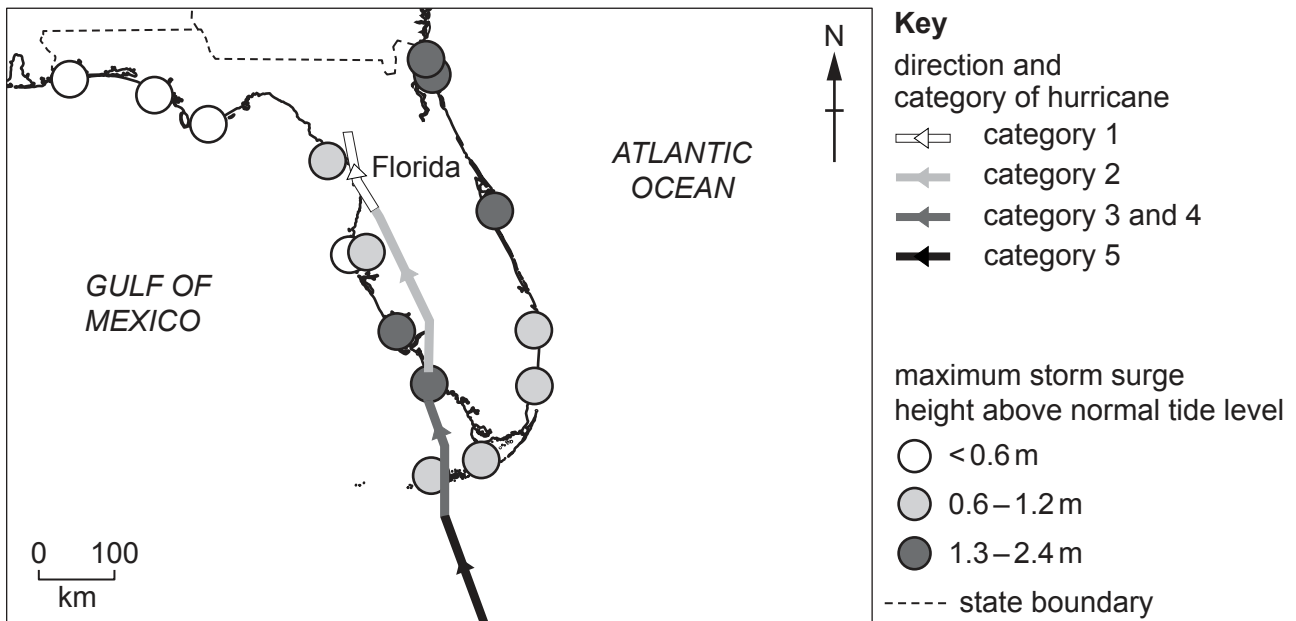 N
Florida
ATLANTIC
OCEAN
GULF OF
MEXICO
0 100
km
Key
direction and
category of hurricane
category 1
category 2
category 3 and 4
category 5
maximum storm surge
height above normal tide level
< 0.6 m
0.6 – 1.2 m
1.3 – 2.4 m
state boundary